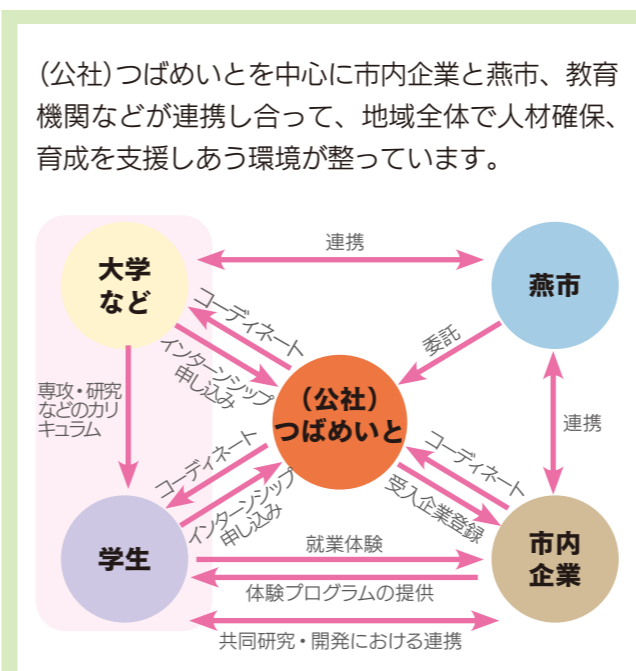 (公社)つばめいとを中心に市内企業と燕市、教育
機関などが連携し合って、地域全体で人材確保、
育成を支援しあう環境が整っています。
連携
大学
など
燕市
コーディネート
インターンシップ
申し込み
委託
専攻・研究
などのカリ
キュラム
(公社)
つばめいと
連携
コーディネート
インターンシップ
申し込み
コーディネート
受入企業登録
学生
就業体験
市内
企業
体験プログラムの提供
共同研究・開発における連携